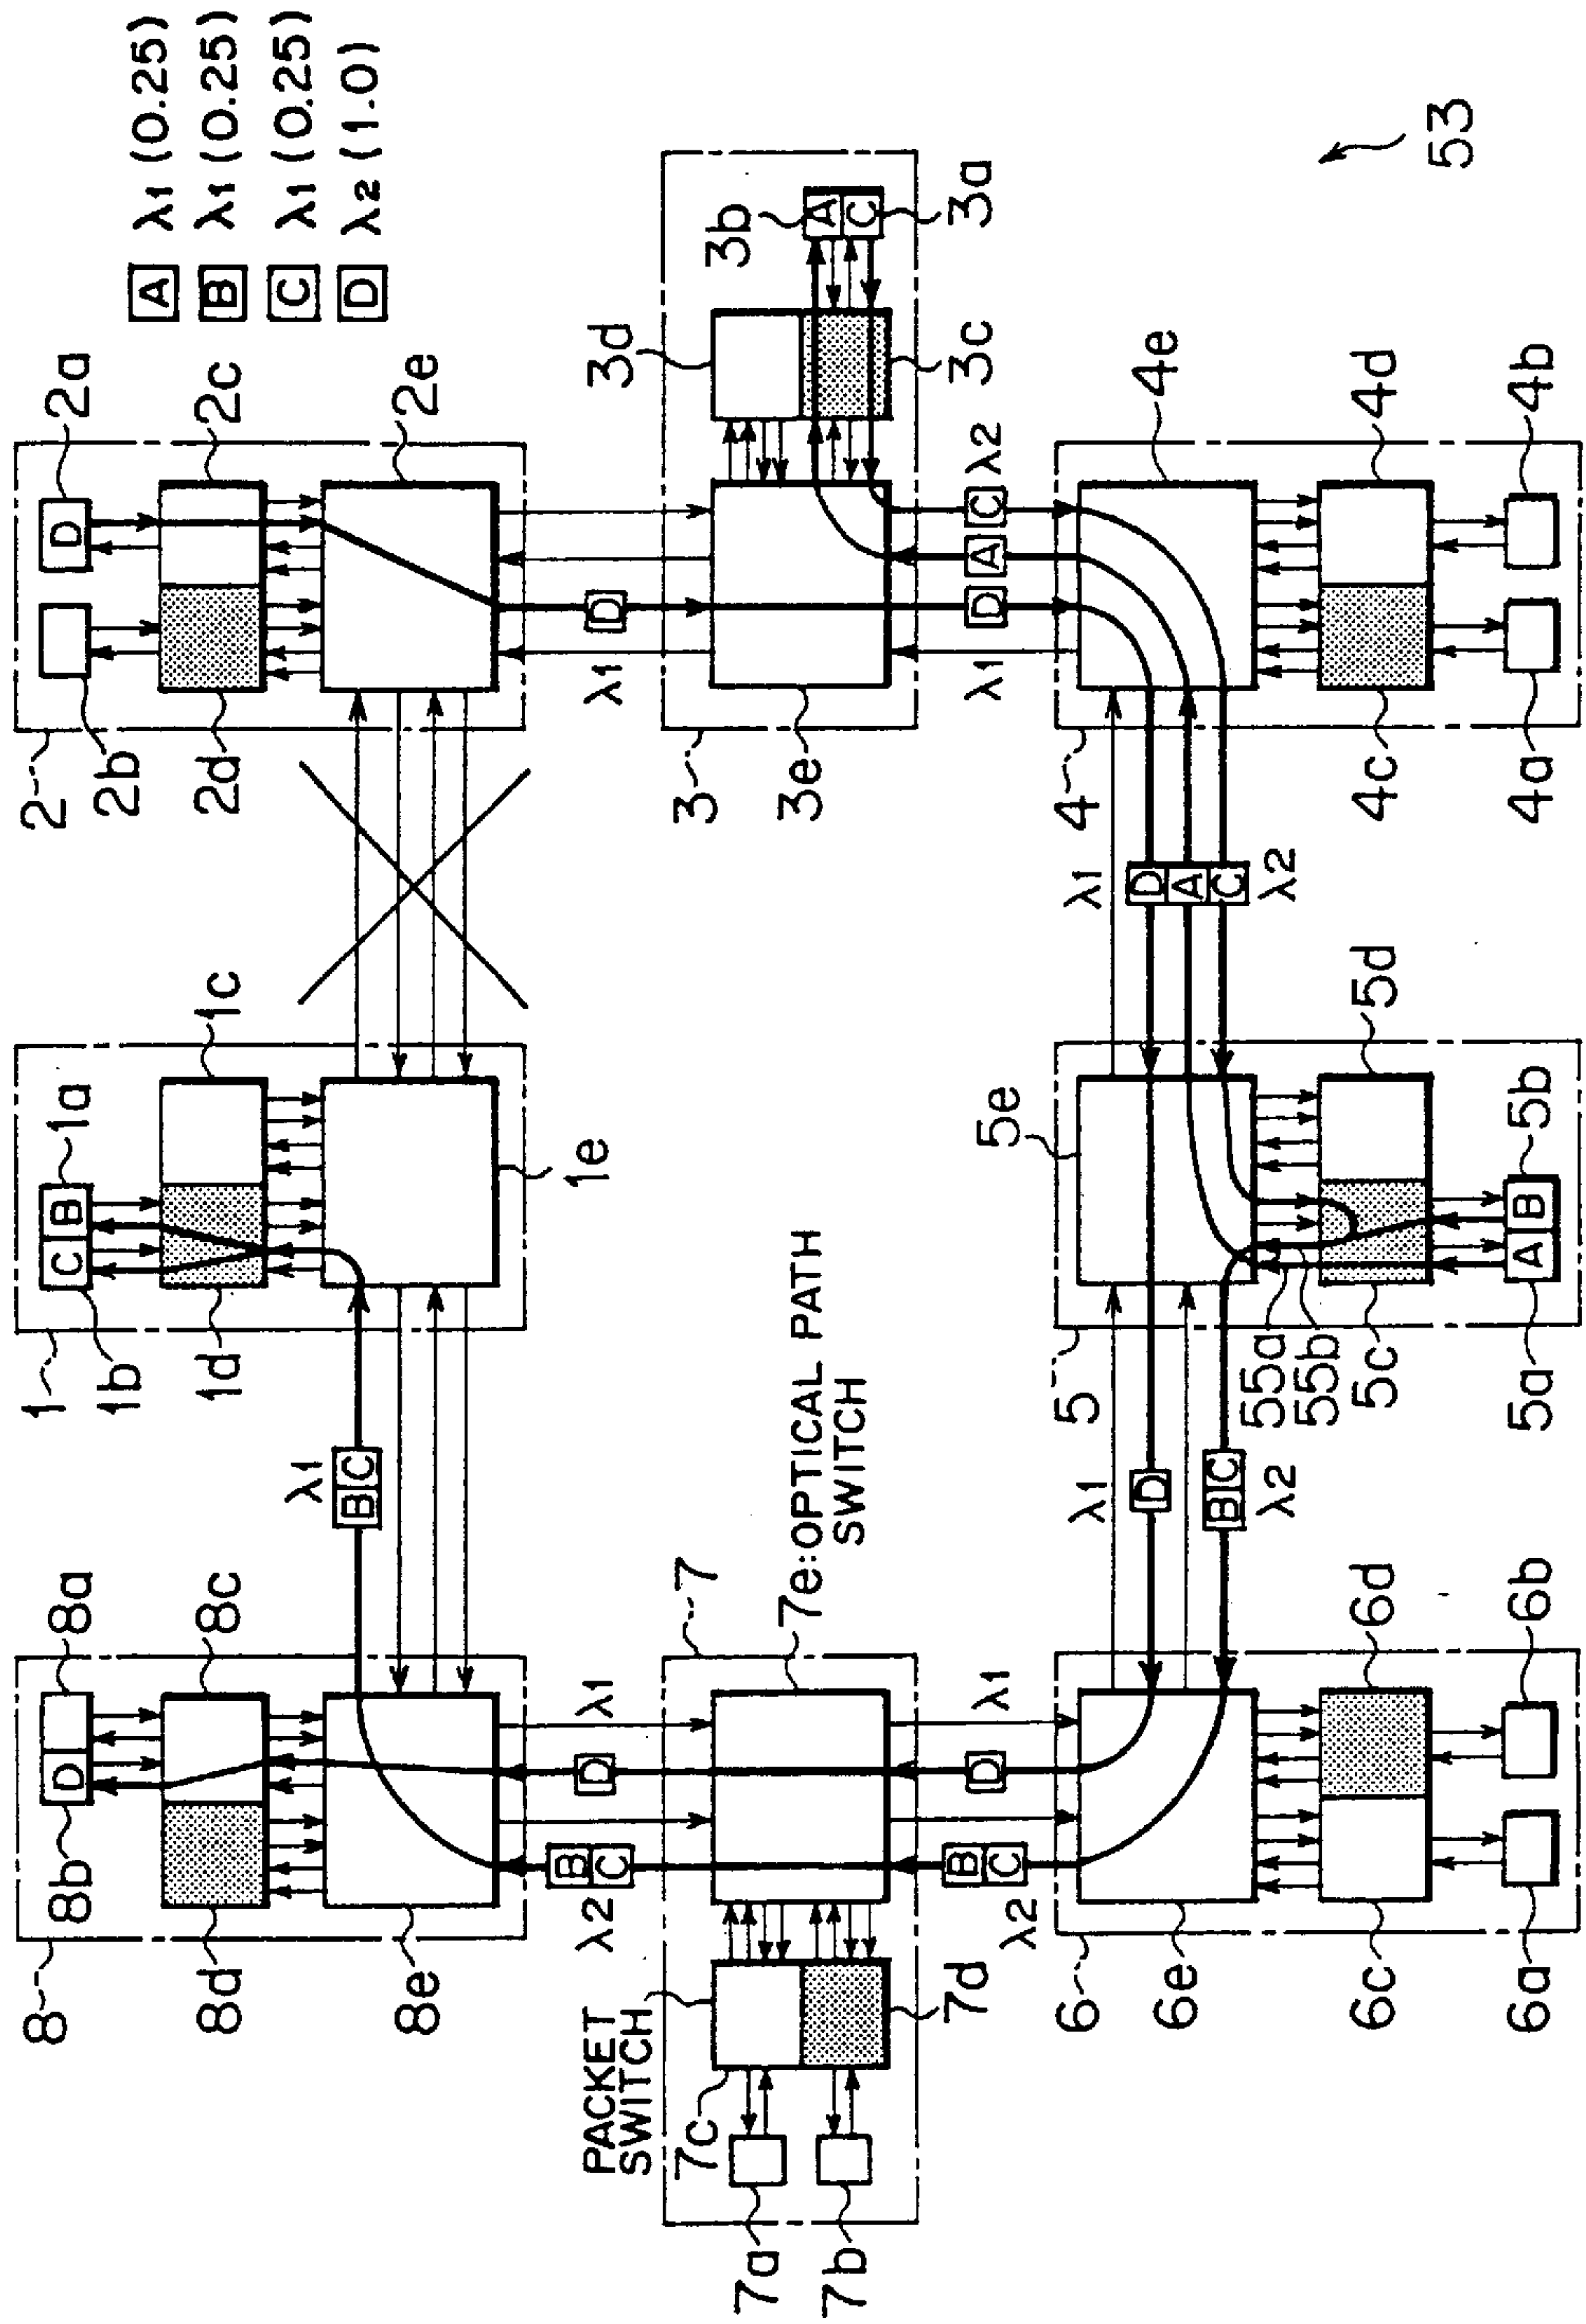 A λ1 (0.25)
B λ1 (0.25)
C λ1 (0.25)
D λ2 (1.0)
53
8
8a
D
8b
8c
8d
8e
1
1a
C B
1b
1c
1d
1e
2
2a
D
2b
2c
2d
2e
λ1
B C
λ1
D
λ2
B C
λ1
D
PACKET
SWITCH
7
7a
7b
7c
7d
7e:OPTICAL PATH
SWITCH
3
3a
3b
A
C
3c
3d
3e
λ1
D
λ2
B C
λ1
D
A
C
λ2
6
6a
6b
6c
6d
6e
λ1
D
B C
λ2
5
5a
5b
A B
5c
5d
5e
55a
55b
λ1
D
A
C
λ2
4
4a
4b
4c
4d
4e